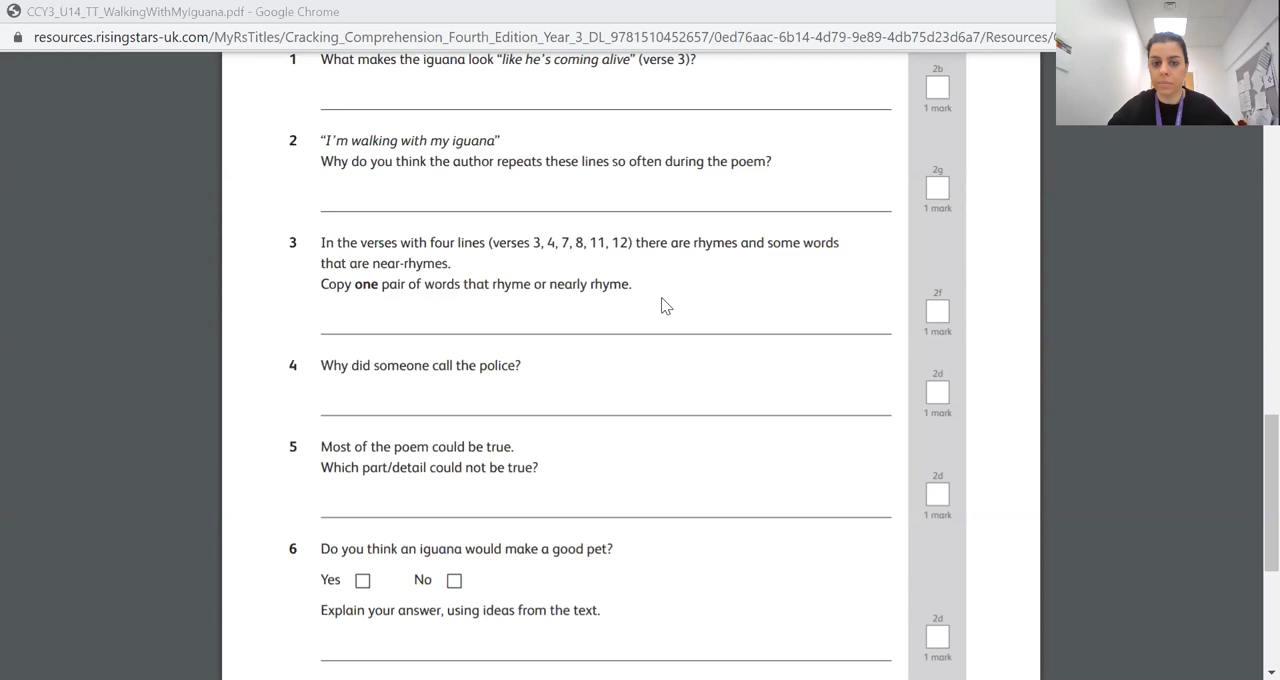 CCY3_U14_TT_WalkingWithMyIguana.pdf - Google Chrome
resources.risingstars-uk.com/MyRsTitles/Cracking_Comprehension_Fourth_Edition_Year_3_DL_9781510452657/0ed76aac-6b14-4d79-9e89-4db75d23d6a7/Resources/
1 What makes the iguana look “like he’s coming alive” (verse 3)?
2b
1 mark
2 “I’m walking with my iguana”
Why do you think the author repeats these lines so often during the poem?
2g
1 mark
3 In the verses with four lines (verses 3, 4, 7, 8, 11, 12) there are rhymes and some words
that are near-rhymes.
Copy one pair of words that rhyme or nearly rhyme.
2f
1 mark
4 Why did someone call the police?
2d
1 mark
5 Most of the poem could be true.
Which part/detail could not be true?
2d
1 mark
6 Do you think an iguana would make a good pet?
Yes No
Explain your answer, using ideas from the text.
2d
1 mark